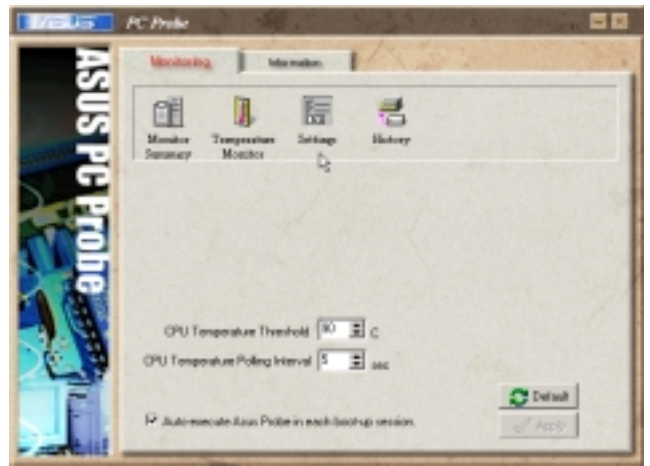 PC Probe
ASUS PC Probe
Monitoring
Information
Monitor Summary
Temperature Monitor
Settings
History
CPU Temperature Threshold 90 C
CPU Temperature Polling Interval 5 sec
Auto-execute Asus Probe in each boot-up session.
Default
Apply